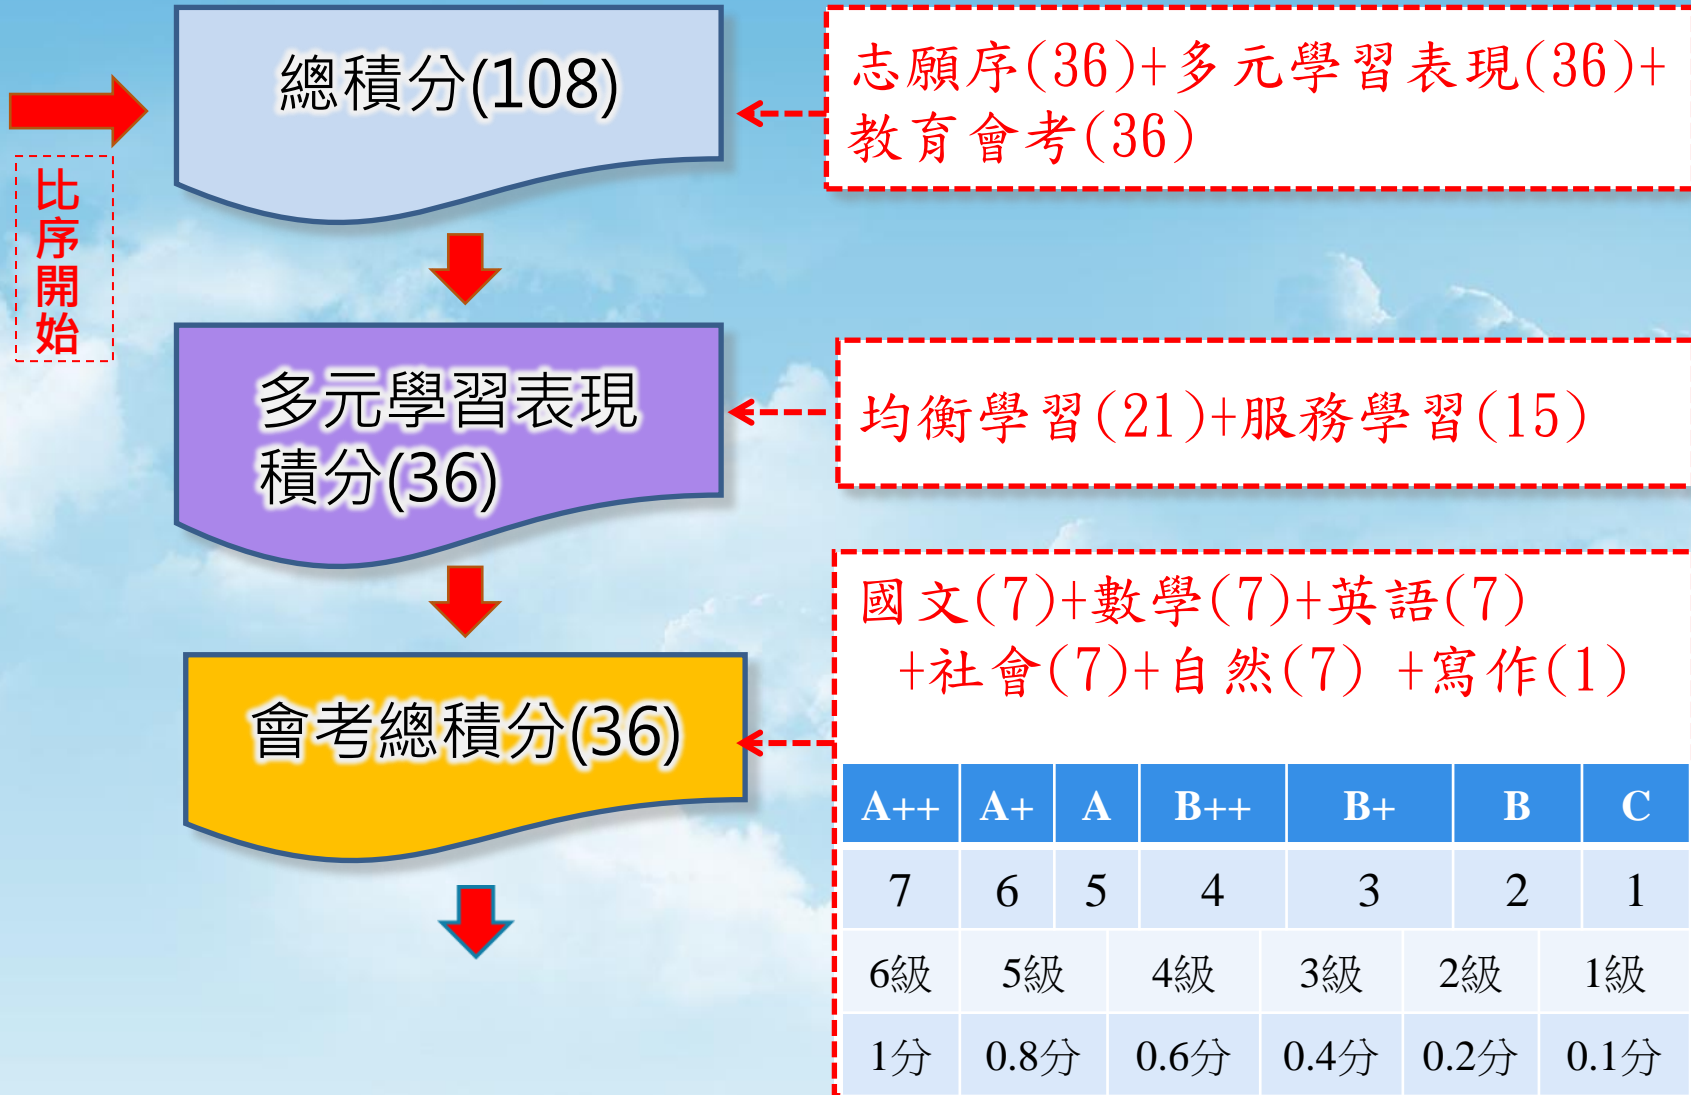 總積分(108)
志願序(36)+多元學習表現(36)+
教育會考(36)
比序開始
多元學習表現
積分(36)
均衡學習(21)+服務學習(15)
國文(7)+數學(7)+英語(7)
+社會(7)+自然(7) +寫作(1)
會考總積分(36)
A++ A+ A B++ B+ B C
7 6 5 4 3 2 1
6級 5級 4級 3級 2級 1級
1分 0.8分 0.6分 0.4分 0.2分 0.1分